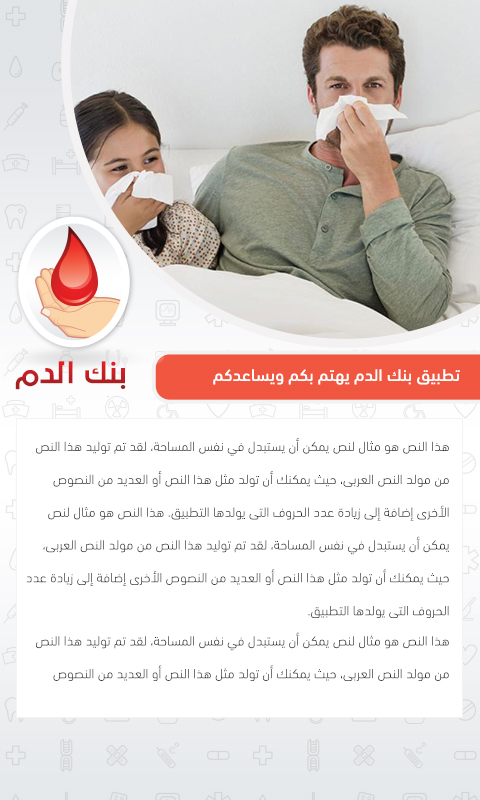 بنك الدم
تطبيق بنك الدم يهتم بكم ويساعدكم
هذا النص هو مثال لنص يمكن أن يستبدل في نفس المساحة، لقد تم توليد هذا النص
من مولد النص العربى، حيث يمكنك أن تولد مثل هذا النص أو العديد من النصوص
الأخرى إضافة إلى زيادة عدد الحروف التى يولدها التطبيق. هذا النص هو مثال لنص
يمكن أن يستبدل في نفس المساحة، لقد تم توليد هذا النص من مولد النص العربى،
حيث يمكنك أن تولد مثل هذا النص أو العديد من النصوص الأخرى إضافة إلى زيادة عدد
الحروف التى يولدها التطبيق.
هذا النص هو مثال لنص يمكن أن يستبدل في نفس المساحة، لقد تم توليد هذا النص
من مولد النص العربى، حيث يمكنك أن تولد مثل هذا النص أو العديد من النصوص